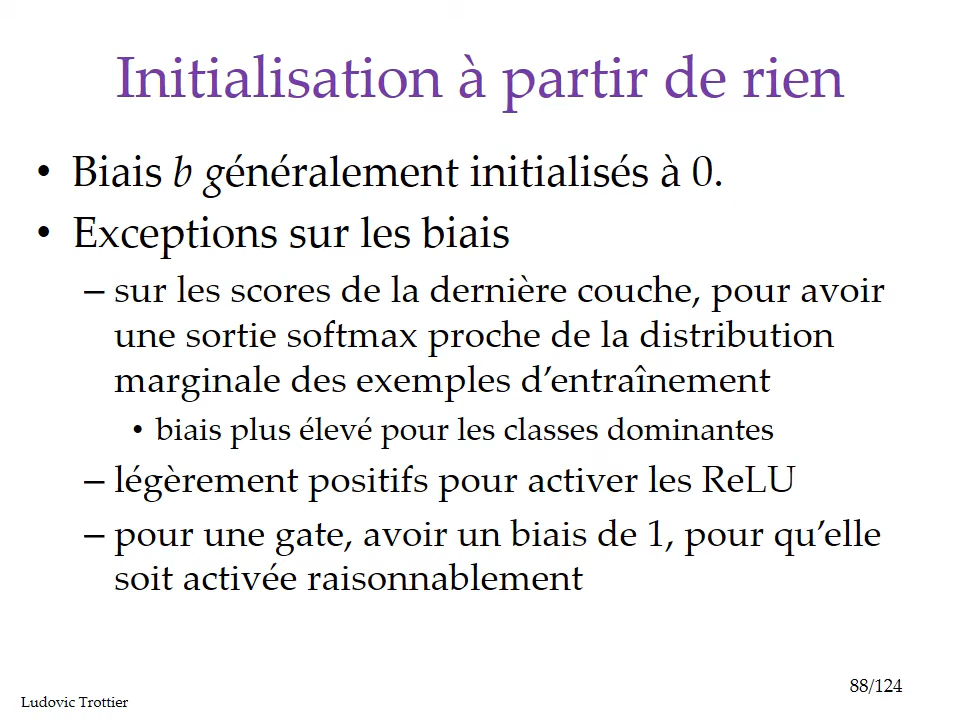 Initialisation à partir de rien
• Biais b généralement initialisés à 0.
• Exceptions sur les biais
– sur les scores de la dernière couche, pour avoir
une sortie softmax proche de la distribution
marginale des exemples d’entraînement
• biais plus élevé pour les classes dominantes
– légèrement positifs pour activer les ReLU
– pour une gate, avoir un biais de 1, pour qu’elle
soit activée raisonnablement
88/124
Ludovic Trottier